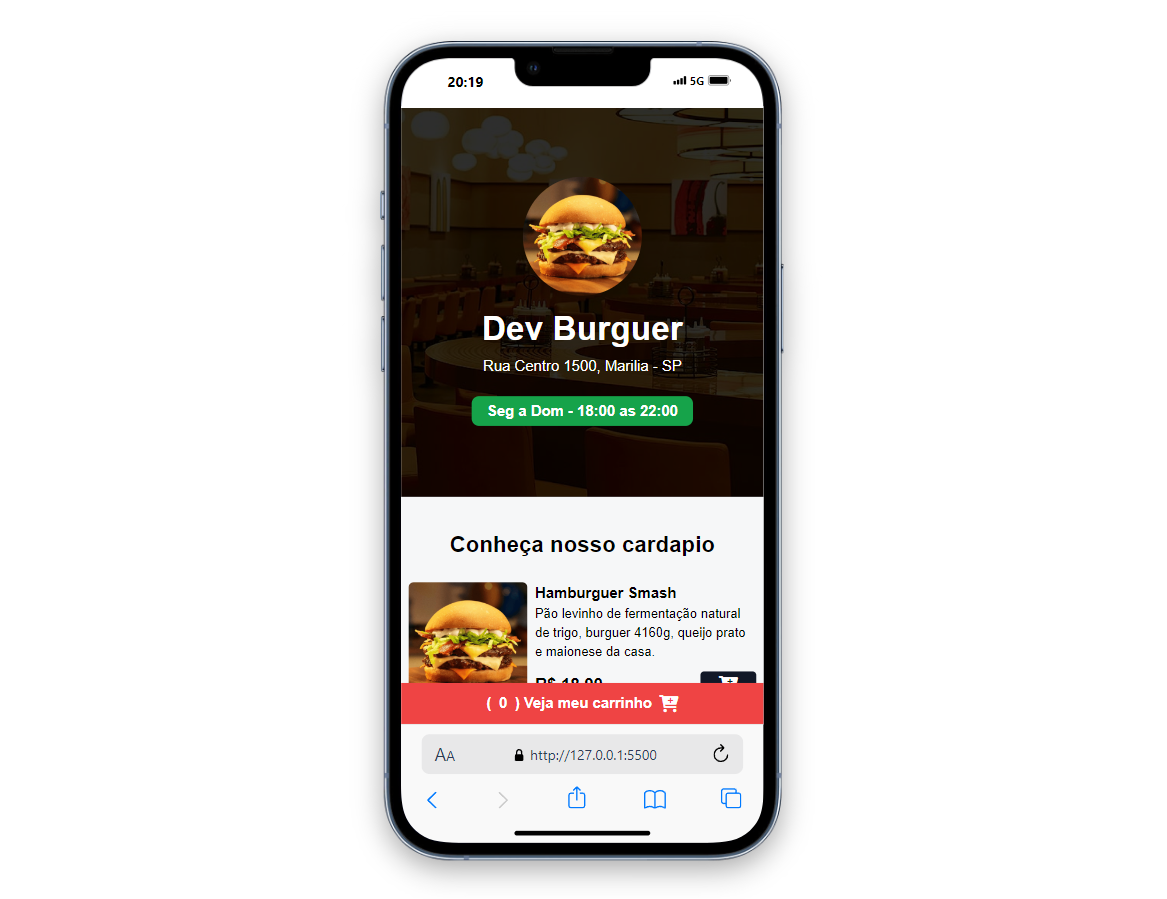 20:19
5G
Dev Burguer
Rua Centro 1500, Marilia - SP
Seg a Dom - 18:00 as 22:00
Conheça nosso cardapio
Hamburguer Smash
Pão levinho de fermentação natural
de trigo, burguer 4160g, queijo prato
e maionese da casa.
R$ 18.90
( 0 ) Veja meu carrinho
AA
http://127.0.0.1:5500